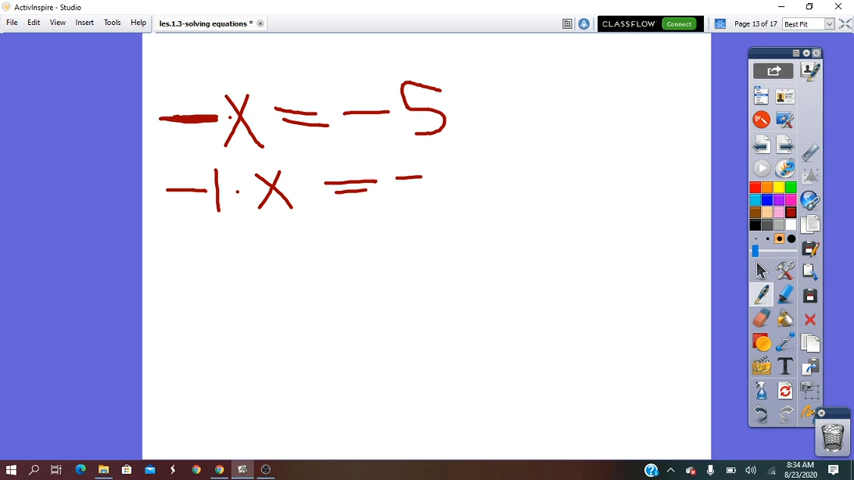 ActivInspire - Studio
File Edit View Insert Tools Help
les.1.3-solving equations *
CLASSFLOW Connect
Page 13 of 17
Best Fit
- · X = - 5
-1 · X = -
T
8:34 AM
8/23/2020